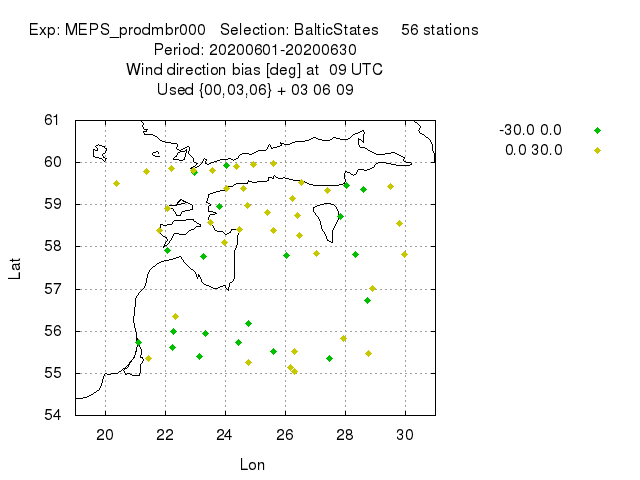 Exp: MEPS_prodmbr000 Selection: BalticStates 56 stations
Period: 20200601-20200630
Wind direction bias [deg] at 09 UTC
Used {00,03,06} + 03 06 09
-30.0 0.0
0.0 30.0
61
60
59
58
57
56
55
54
Lat
20 22 24 26 28 30
Lon